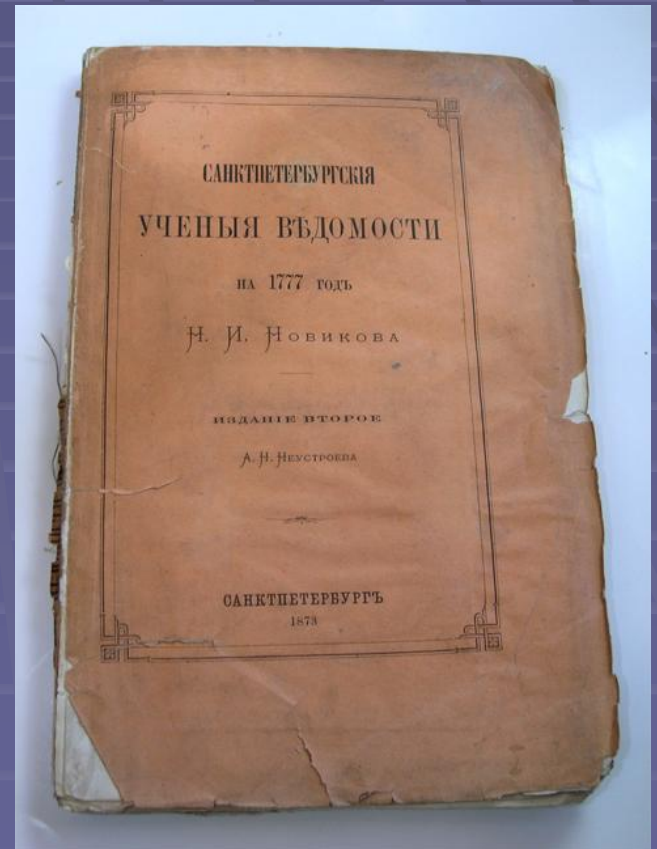 САНКТПЕТЕРБУРГСКІЯ
УЧЕНЫЯ ВѢДОМОСТИ
НА 1777 ГОДЪ
Н. И. НОВИКОВА
ИЗДАНІЕ ВТОРОЕ
А. Н. НЕУСТРОЕВА
САНКТПЕТЕРБУРГЪ
1873